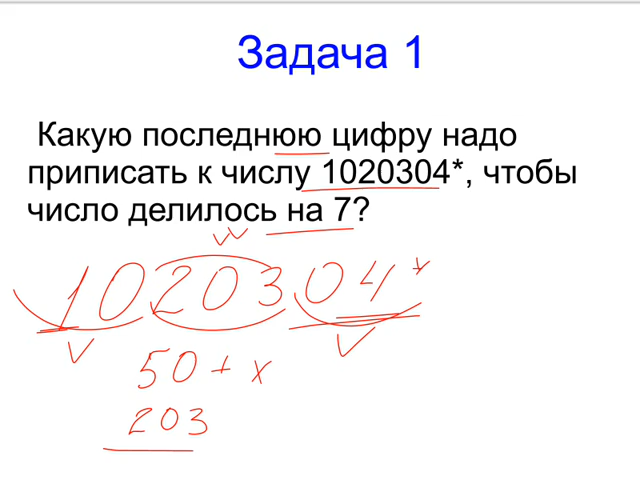 Задача 1
Какую последнюю цифру надо
приписать к числу 1020304*, чтобы
число делилось на 7?
1020304*
50+x
203